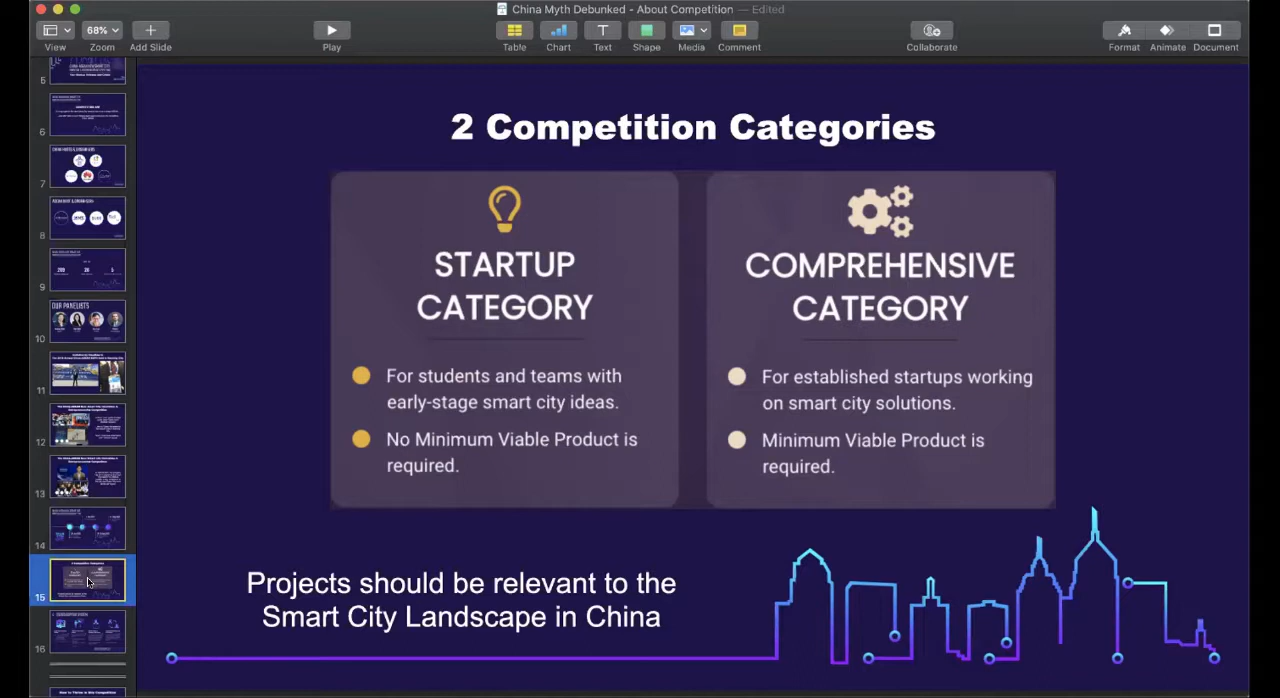 China Myth Debunked - About Competition — Edited
68%
View
Zoom
Add Slide
Play
Table
Chart
Text
Shape
Media
Comment
Collaborate
Format
Animate
Document
5
6
7
8
9
10
OUR PANELISTS
11
12
13
14
15
16
2 Competition Categories
STARTUP
CATEGORY
For students and teams with
early-stage smart city ideas.
No Minimum Viable Product is
required.
COMPREHENSIVE
CATEGORY
For established startups working
on smart city solutions.
Minimum Viable Product is
required.
Projects should be relevant to the
Smart City Landscape in China